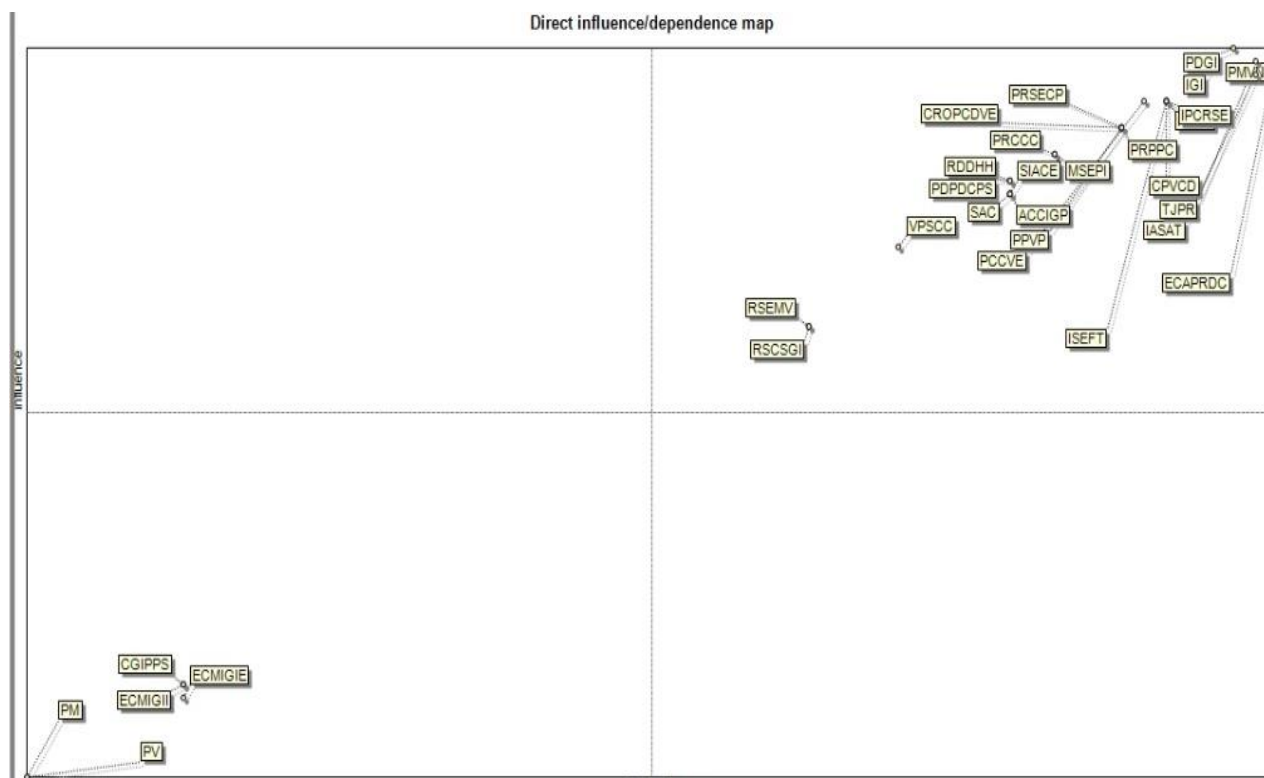 Direct influence/dependence map
PDGI
PMV
IGI
PRSECP
CROPCDVE
IPCRSE
PRCCC
PRPPC
RDDHH
SIACE
MSEPI
PDPDCPS
CPVCD
SAC
ACCIGP
TJPR
VPSCC
IASAT
PPVP
PCCVE
ECAPRDC
RSEMV
ISEFT
RSCSGI
influence
CGIPPS
ECMIGIE
ECMIGII
PM
PV